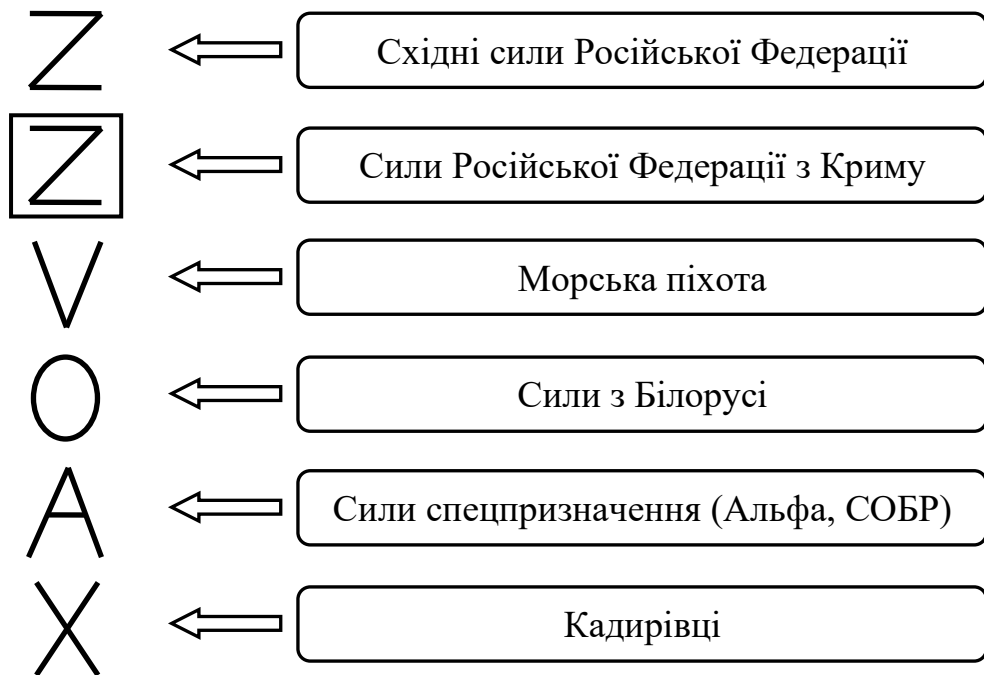 Z Східні сили Російської Федерації
Z Сили Російської Федерації з Криму
V Морська піхота
O Сили з Білорусі
A Сили спецпризначення (Альфа, СОБР)
X Кадирівці